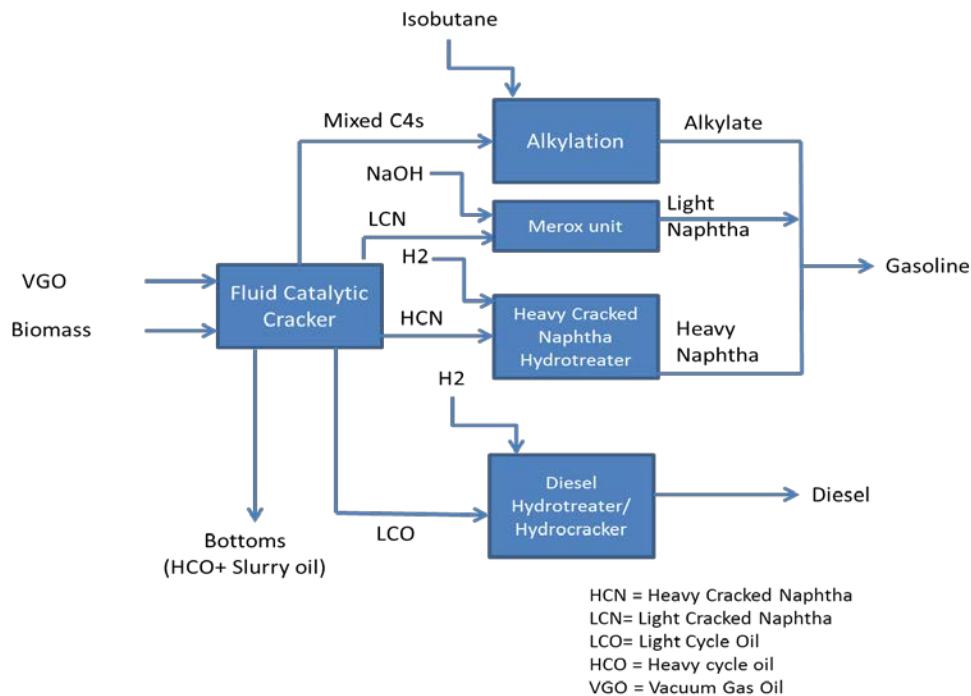 Isobutane
Mixed C4s
Alkylation
Alkylate
NaOH
LCN
Merox unit
Light
Naphtha
H2
VGO
Biomass
Fluid Catalytic
Cracker
HCN
Heavy Cracked
Naphtha
Hydrotreater
Heavy
Naphtha
Gasoline
H2
Diesel
Hydrotreater/
Hydrocracker
Diesel
LCO
Bottoms
(HCO+ Slurry oil)
HCN = Heavy Cracked Naphtha
LCN= Light Cracked Naphtha
LCO= Light Cycle Oil
HCO = Heavy cycle oil
VGO = Vacuum Gas Oil